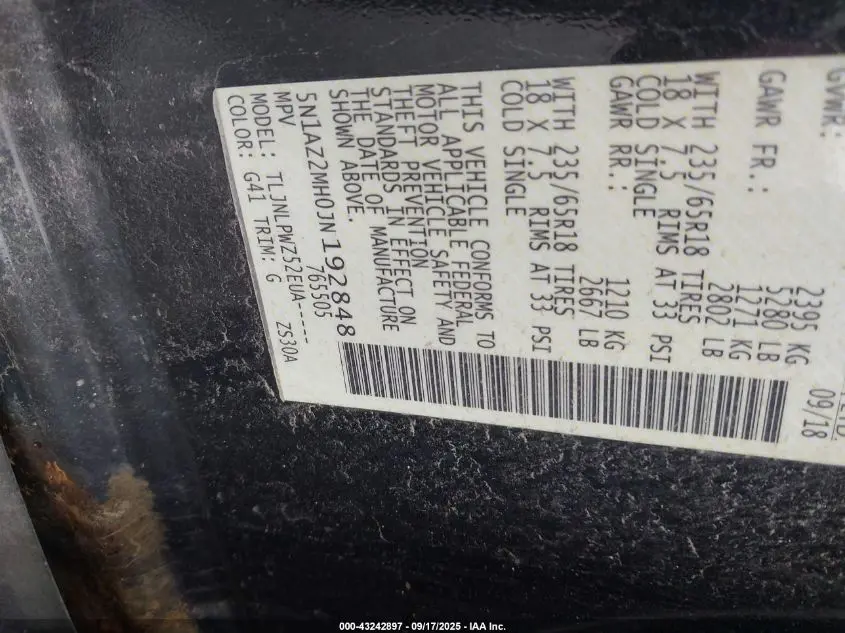 09/18
GVWR:
2395 KG
5280 LB
GAWR FR.:
1271 KG
2802 LB
WITH 235/65R18 TIRES
18 X 7.5 RIMS AT 33 PSI
COLD SINGLE
GAWR RR.:
1210 KG
2667 LB
WITH 235/65R18 TIRES
18 X 7.5 RIMS AT 33 PSI
COLD SINGLE
THIS VEHICLE CONFORMS TO
ALL APPLICABLE FEDERAL
MOTOR VEHICLE SAFETY AND
THEFT PREVENTION
STANDARDS IN EFFECT ON
THE DATE OF MANUFACTURE
SHOWN ABOVE.
5N1AZ2MH0JN192848
MPV 765505
MODEL: TLJNLPWZ52EUA-----
COLOR: G41 TRIM: G ZS30A
000-43242897 - 09/17/2025 - IAA Inc.